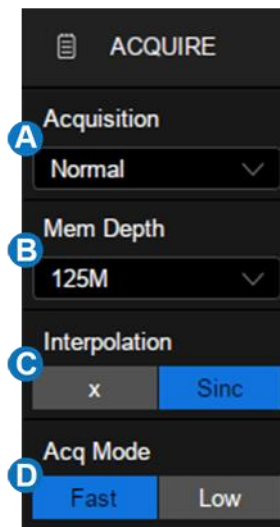 ACQUIRE
Acquisition
A
Normal
Mem Depth
B
125M
Interpolation
C
x Sinc
Acq Mode
D
Fast Low